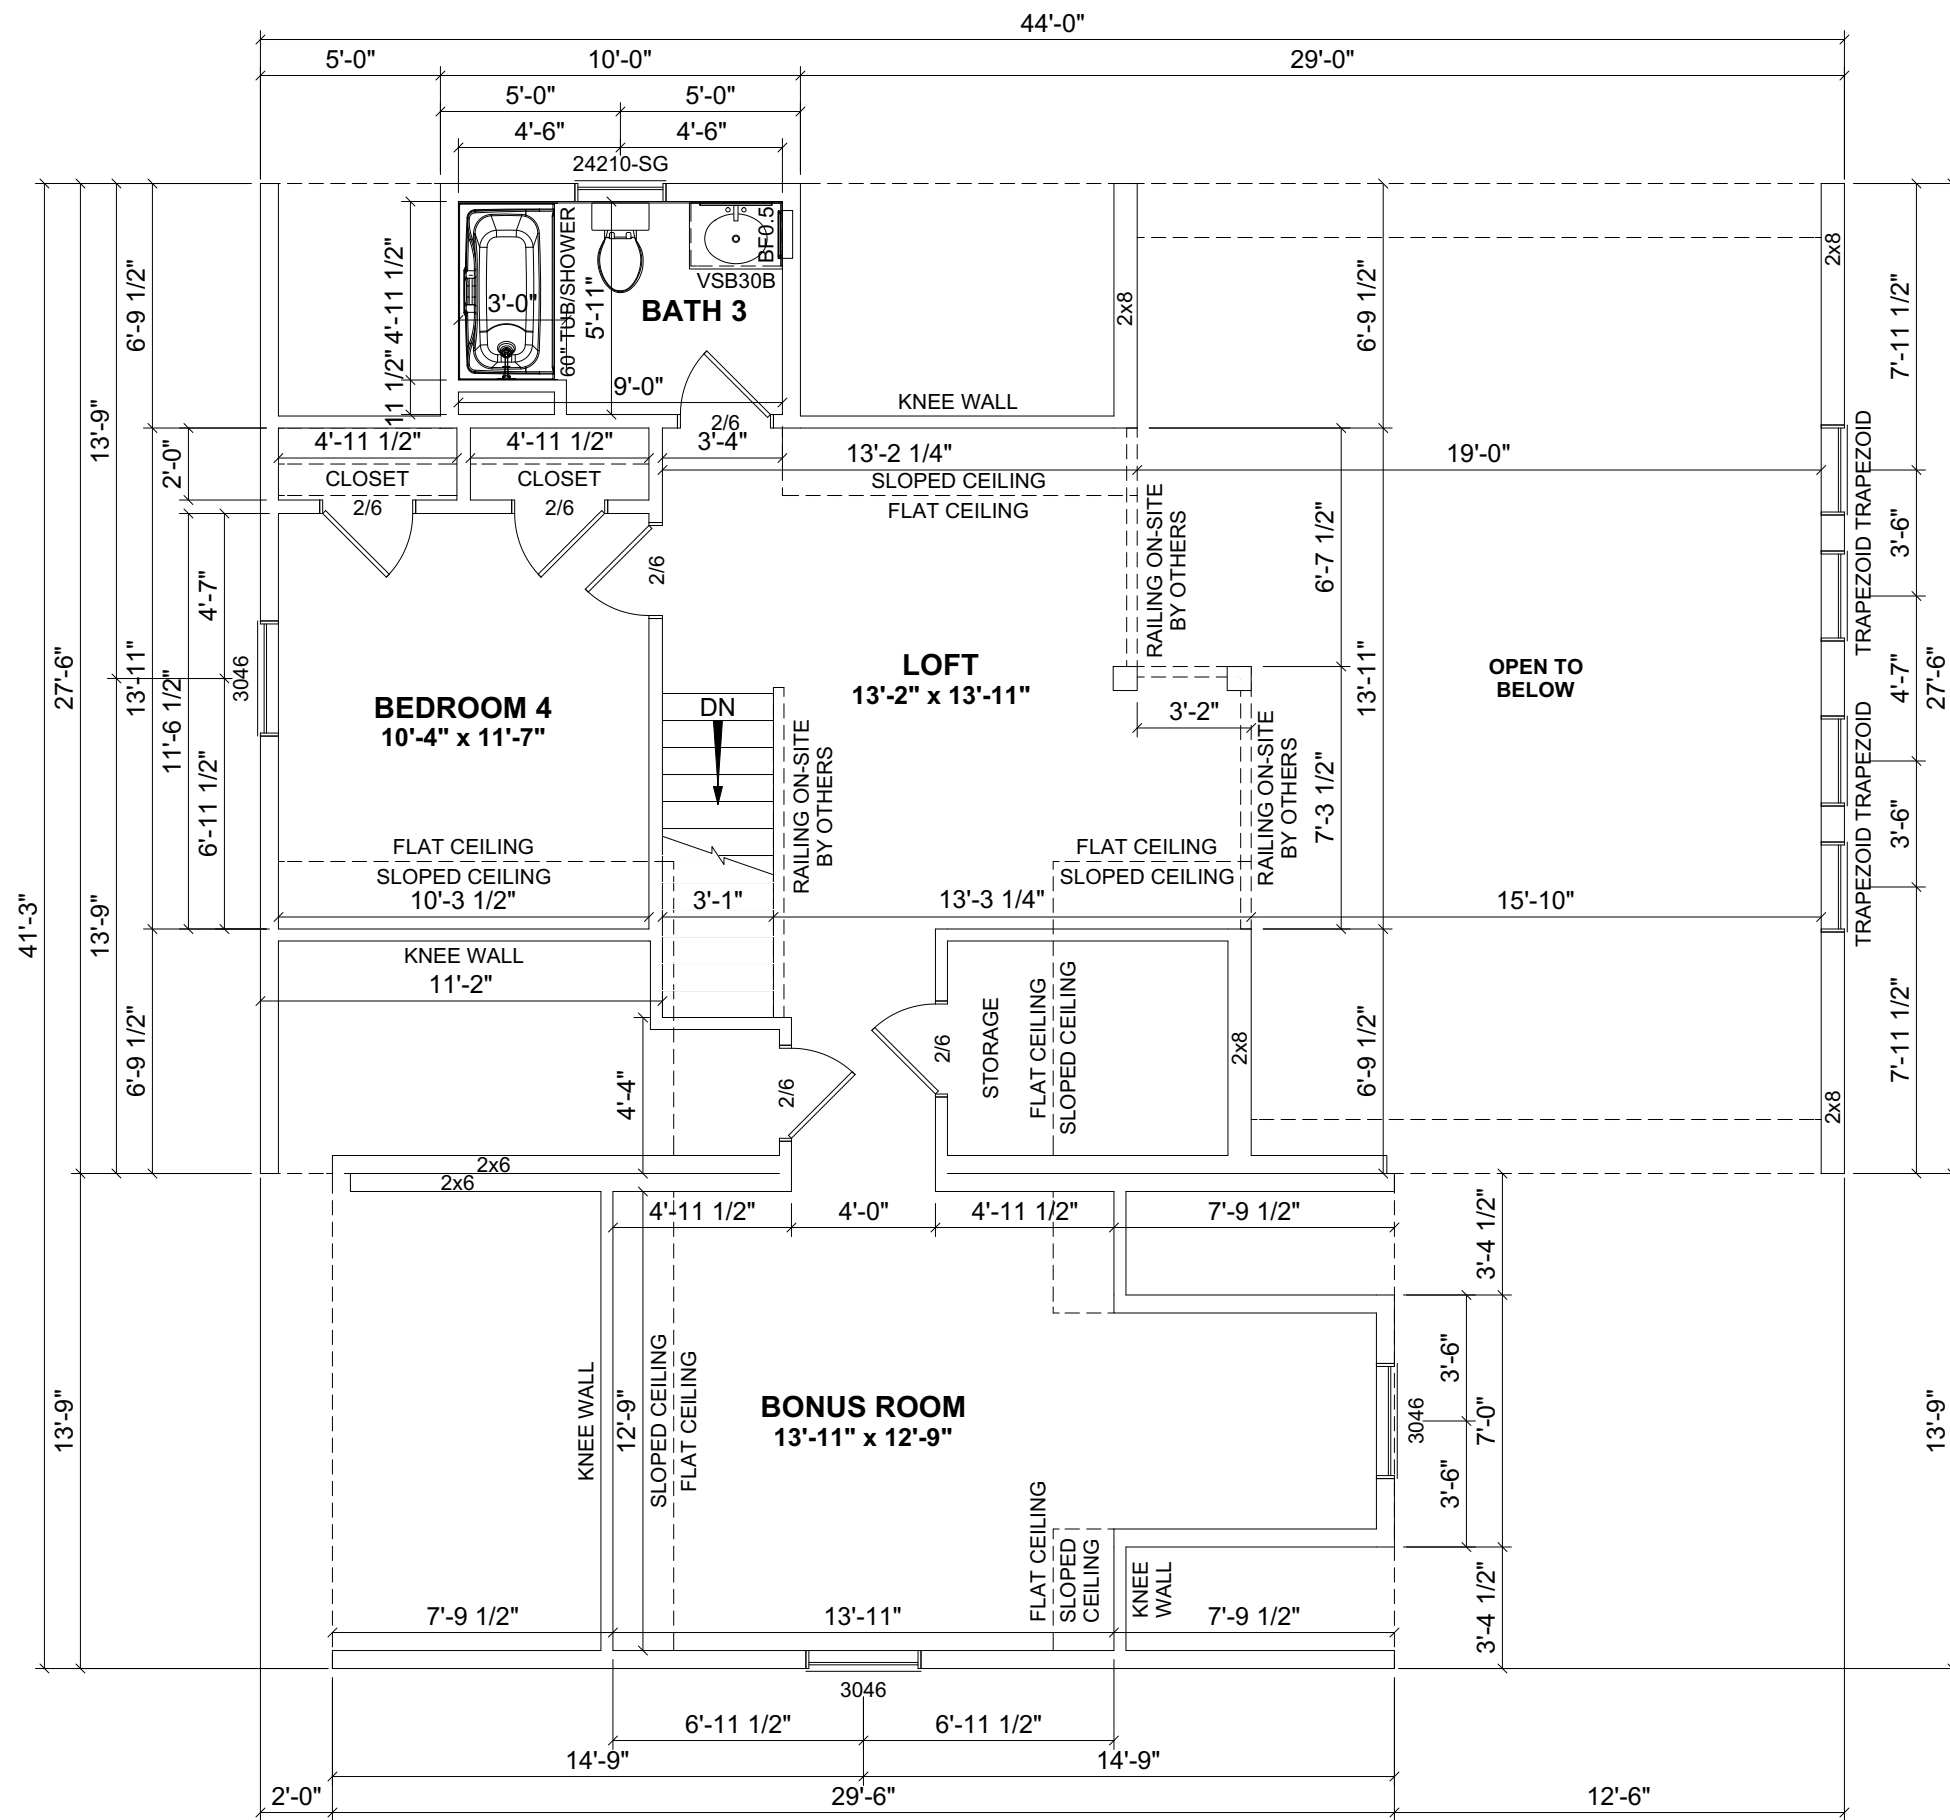 44'-0"
5'-0"
10'-0"
29'-0"
5'-0"
5'-0"
4'-6"
4'-6"
24210-SG
60" TUB/SHOWER
3'-0"
5'-11"
BF0.5
VSB30B
BATH 3
4'-11 1/2"
11 1/2"
9'-0"
2/6
2x8
2x8
KNEE WALL
6'-9 1/2"
13'-9"
2'-0"
4'-11 1/2"
4'-11 1/2"
3'-4"
13'-2 1/4"
19'-0"
CLOSET
CLOSET
2/6
2/6
SLOPED CEILING
FLAT CEILING
6'-9 1/2"
7'-11 1/2"
TRAPEZOID
TRAPEZOID
3'-6"
2/6
RAILING ON-SITE
BY OTHERS
6'-7 1/2"
4'-7"
27'-6"
13'-11"
11'-6 1/2"
3046
6'-11 1/2"
BEDROOM 4
10'-4" x 11'-7"
DN
LOFT
13'-2" x 13'-11"
3'-2"
13'-11"
OPEN TO
BELOW
4'-7"
27'-6"
TRAPEZOID
TRAPEZOID
3'-6"
RAILING ON-SITE
BY OTHERS
RAILING ON-SITE
BY OTHERS
7'-3 1/2"
FLAT CEILING
SLOPED CEILING
10'-3 1/2"
3'-1"
FLAT CEILING
SLOPED CEILING
13'-3 1/4"
15'-10"
41'-3"
13'-9"
KNEE WALL
11'-2"
6'-9 1/2"
4'-4"
2/6
2/6
STORAGE
FLAT CEILING
SLOPED CEILING
2x8
6'-9 1/2"
2x8
7'-11 1/2"
2x6
2x6
4'-11 1/2"
4'-0"
4'-11 1/2"
7'-9 1/2"
3'-4 1/2"
13'-9"
KNEE WALL
12'-9"
SLOPED CEILING
FLAT CEILING
BONUS ROOM
13'-11" x 12'-9"
3046
3'-6"
3'-6"
7'-0"
13'-9"
FLAT CEILING
SLOPED
CEILING
KNEE
WALL
3'-4 1/2"
7'-9 1/2"
13'-11"
7'-9 1/2"
3046
6'-11 1/2"
6'-11 1/2"
14'-9"
14'-9"
2'-0"
29'-6"
12'-6"